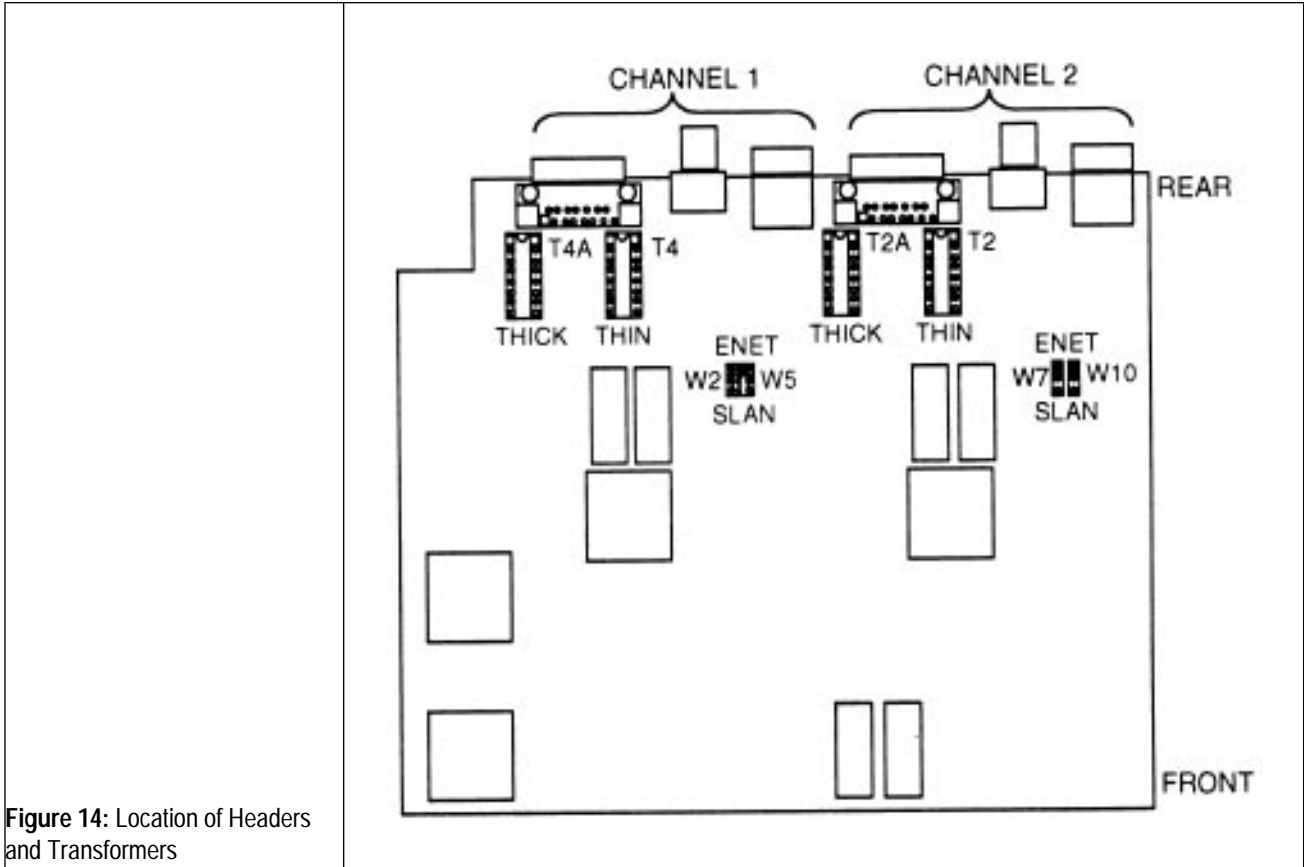 CHANNEL 1 CHANNEL 2
REAR
T4A T4 T2A T2
THICK THIN THICK THIN
ENET ENET
W2 W5 W7 W10
SLAN SLAN
FRONT
Figure 14: Location of Headers
and Transformers